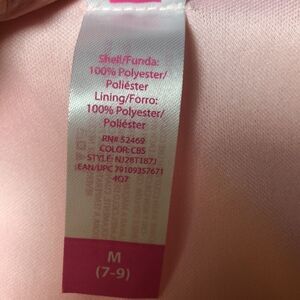 Shell/Funda:
100% Polyester/
Poliéster
Lining/Forro:
100% Polyester/
Poliéster
RN# 52469
COLOR: CBS
STYLE: NJ28T187J
EAN/UPC 79109357671
407
M
(7-9)